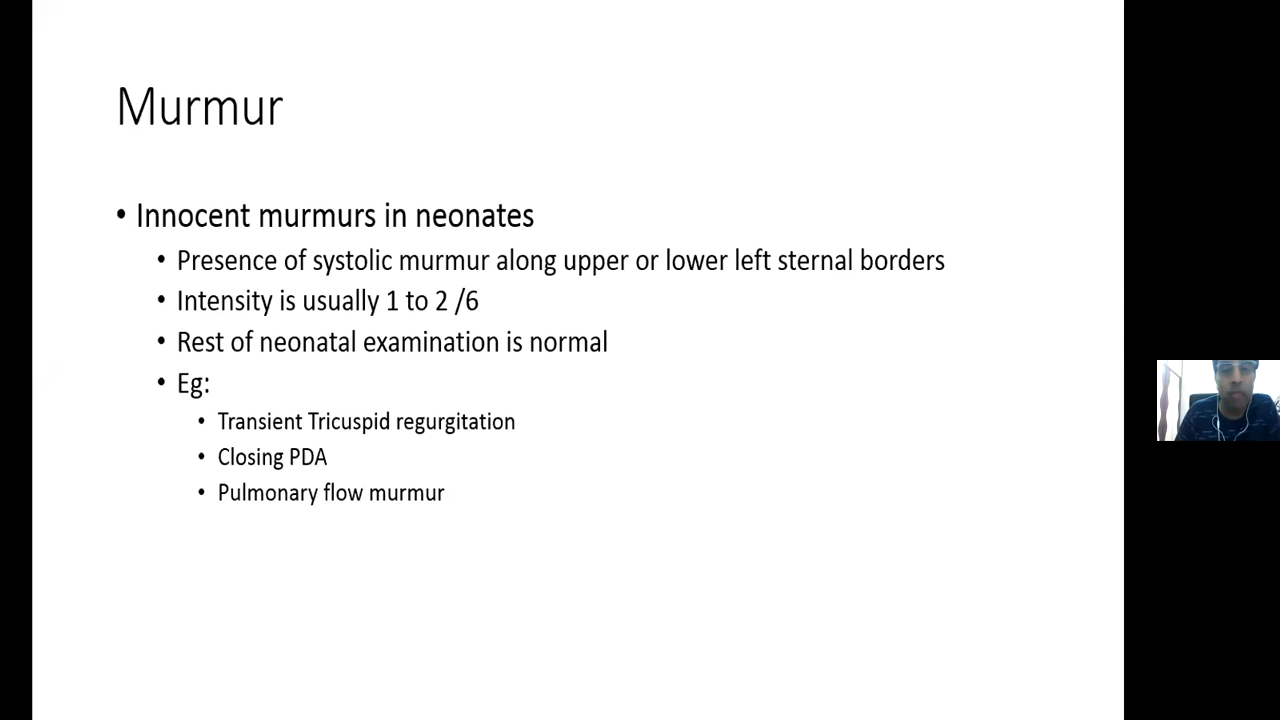 Murmur
• Innocent murmurs in neonates
• Presence of systolic murmur along upper or lower left sternal borders
• Intensity is usually 1 to 2 /6
• Rest of neonatal examination is normal
• Eg:
• Transient Tricuspid regurgitation
• Closing PDA
• Pulmonary flow murmur